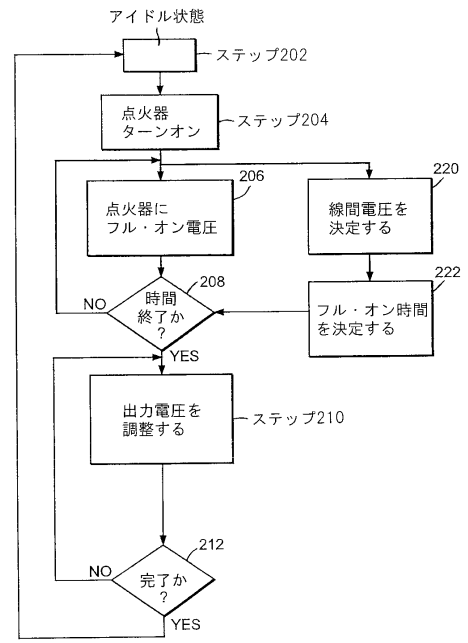 アイドル状態
ステップ202
点火器
ターンオン
ステップ204
206
点火器に
フル・オン電圧
220
線間電圧を
決定する
208
時間
終了か
?
NO
YES
222
フル・オン時間
を決定する
出力電圧を
調整する
ステップ210
212
完了か
?
NO
YES